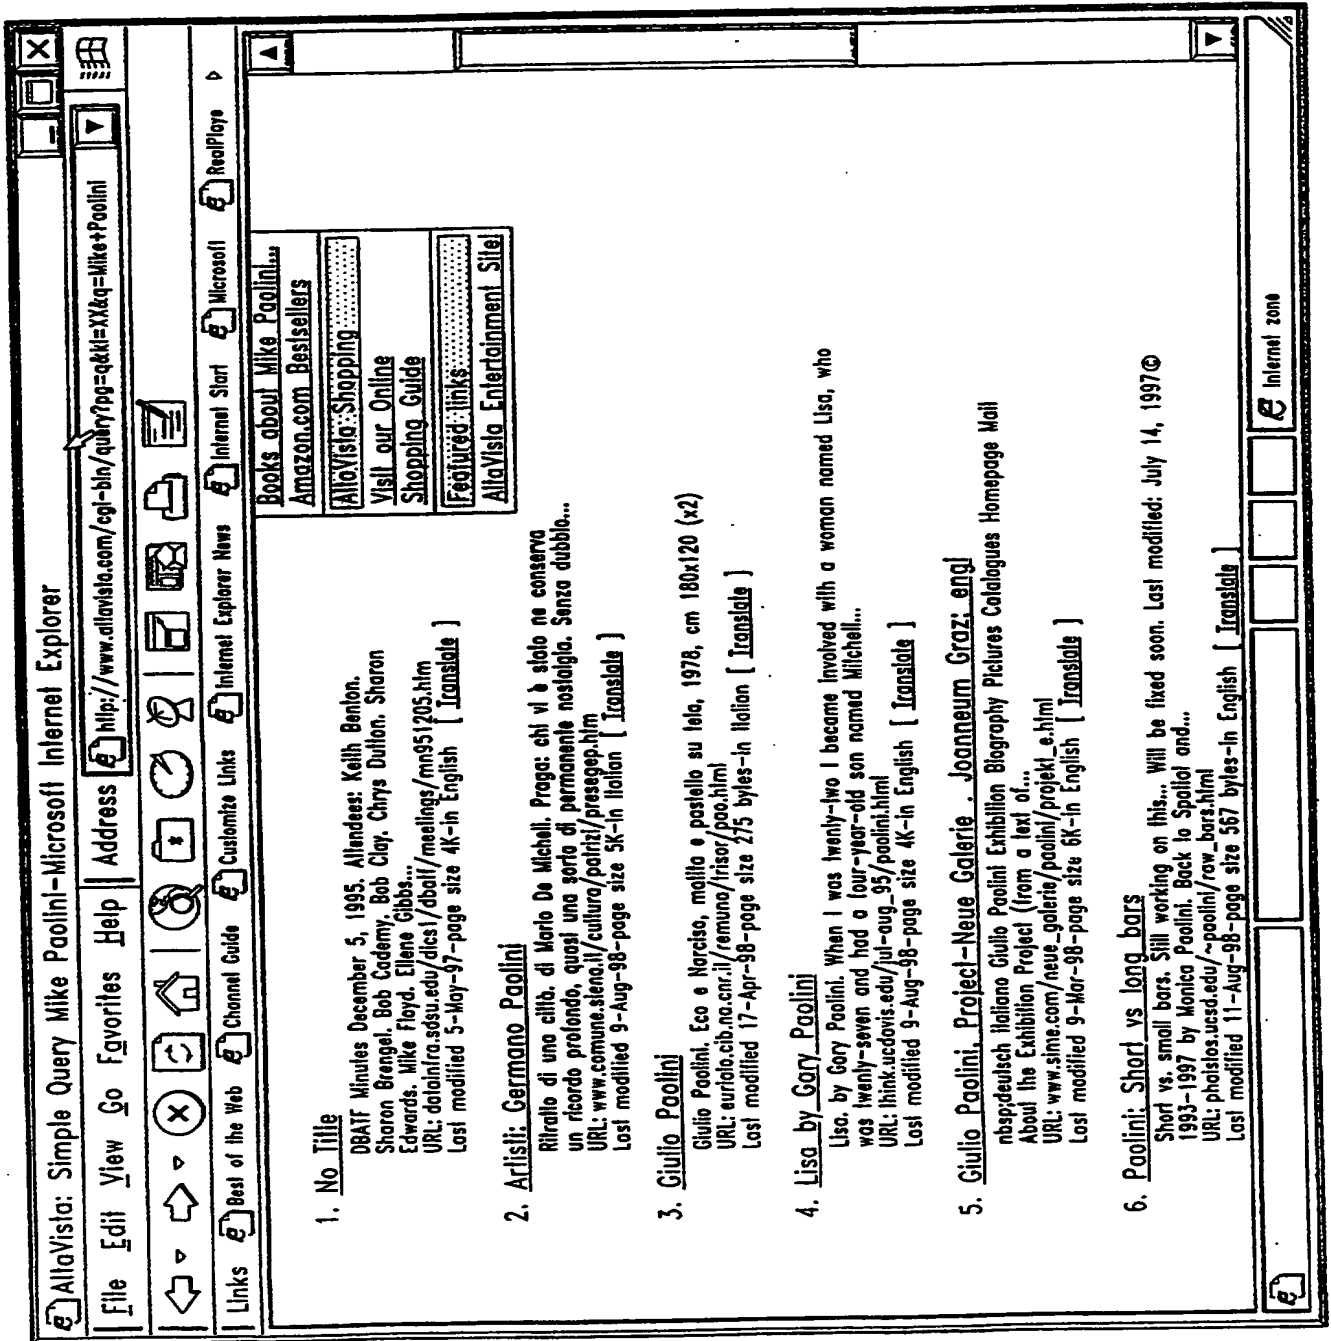 AltaVista: Simple Query Mike Paolini-Microsoft Internet Explorer
File Edit View Go Favorites Help Address http://www.altavista.com/cgi-bin/query?pg=q&kl=XX&q=Mike+Paolini
Links Best of the Web Channel Guide Customize Links Internet Explorer News Internet Start Microsoft RealPlaye
Books about Mike Paolini...
Amazon.com Bestsellers
AltaVista Shopping
Visit our Online
Shopping Guide
Featured links
AltaVista Entertainment Site!
1. No Title
DBATF Minutes December 5, 1995. Attendees: Keith Benton.
Sharon Brengel. Bob Cademy. Bob Clay. Chrys Dutton. Sharon
Edwards. Mike Floyd. Ellene Gibbs...
URL: datainfra.sdsu.edu/dics1/dbatf/meetings/mn951205.htm
Last modified 5-May-97-page size 4K-in English [ Translate ]
2. Artisti: Germano Paolini
Ritratto di una città. di Mario De Micheli. Praga: chi vi è stato ne conserva
un ricordo profondo, quasi una sorta di permanente nostalgia. Senza dubbio...
URL: www.comune.siena.it/cultura/patrizi/presegep.htm
Last modified 9-Aug-98-page size 5K-in Italian [ Translate ]
3. Giulio Paolini
Giulio Paolini. Eco e Narciso, matita e pastello su tela, 1978, cm 180x120 (x2)
URL: euriolo.cib.na.cnr.it/remuna/irisor/pao.html
Last modified 17-Apr-98-page size 275 bytes-in Italian [ Translate ]
4. Lisa by Gary Paolini
Lisa. by Gary Paolini. When I was twenty-two I became involved with a woman named Lisa, who
was twenty-seven and had a four-year-old son named Mitchell...
URL: think.ucdavis.edu/jul-aug_95/paolini.html
Last modified 9-Aug-98-page size 4K-in English [ Translate ]
5. Giulio Paolini, Project-Neue Galerie . Joanneum Graz; engl
nbsp;deutsch italiano Giulio Paolini Exhibition Biography Pictures Catalogues Homepage Mail
About the Exhibition Project (from a text of...
URL: www.sime.com/neue_galerie/paolini/projekt_e.html
Last modified 9-Mar-98-page size 6K-in English [ Translate ]
6. Paolini: Short vs long bars
Short vs. small bars. Still working on this... Will be fixed soon. Last modified: July 14, 1997©
1993-1997 by Monica Paolini. Back to Spatial and...
URL: phaistos.ucsd.edu/~paolini/raw_bars.html
Last modified 11-Aug-98-page size 567 bytes-in English [ Translate ]
Internet zone